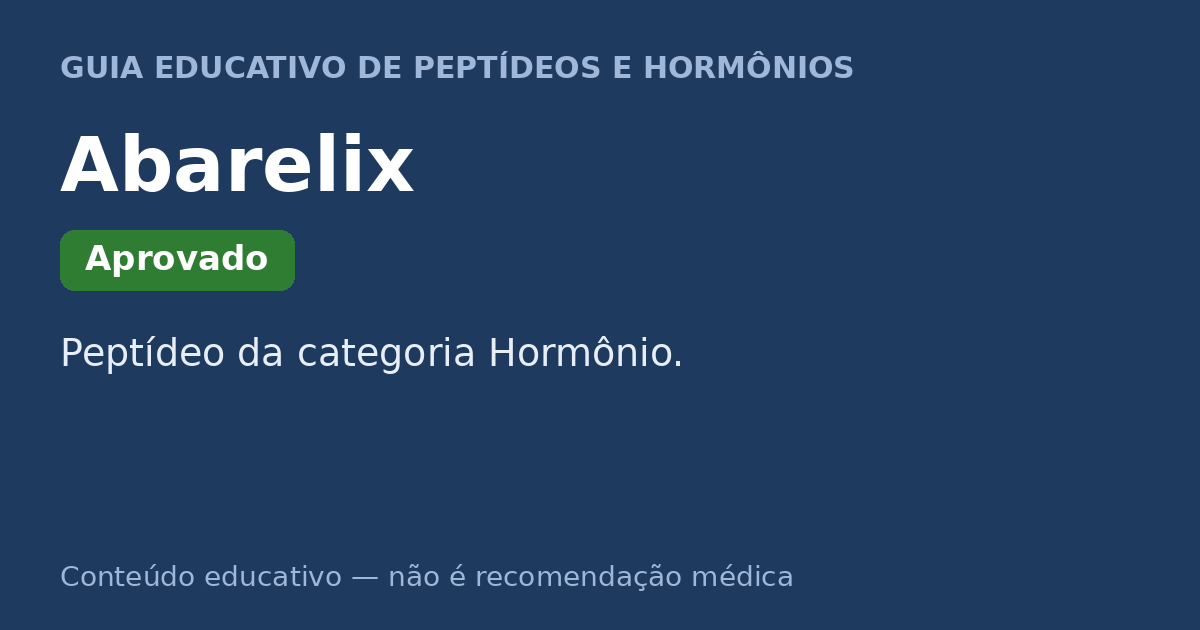 GUIA EDUCATIVO DE PEPTÍDEOS E HORMÔNIOS
Abarelix
Aprovado
Peptídeo da categoria Hormônio.
Conteúdo educativo — não é recomendação médica